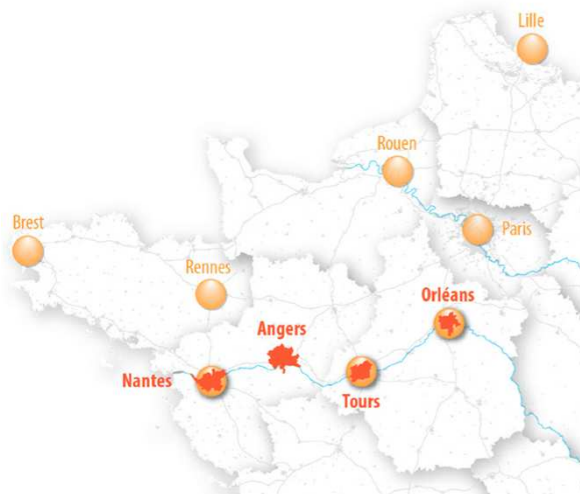 Lille
Rouen
Brest
Paris
Rennes
Orléans
Angers
Nantes
Tours